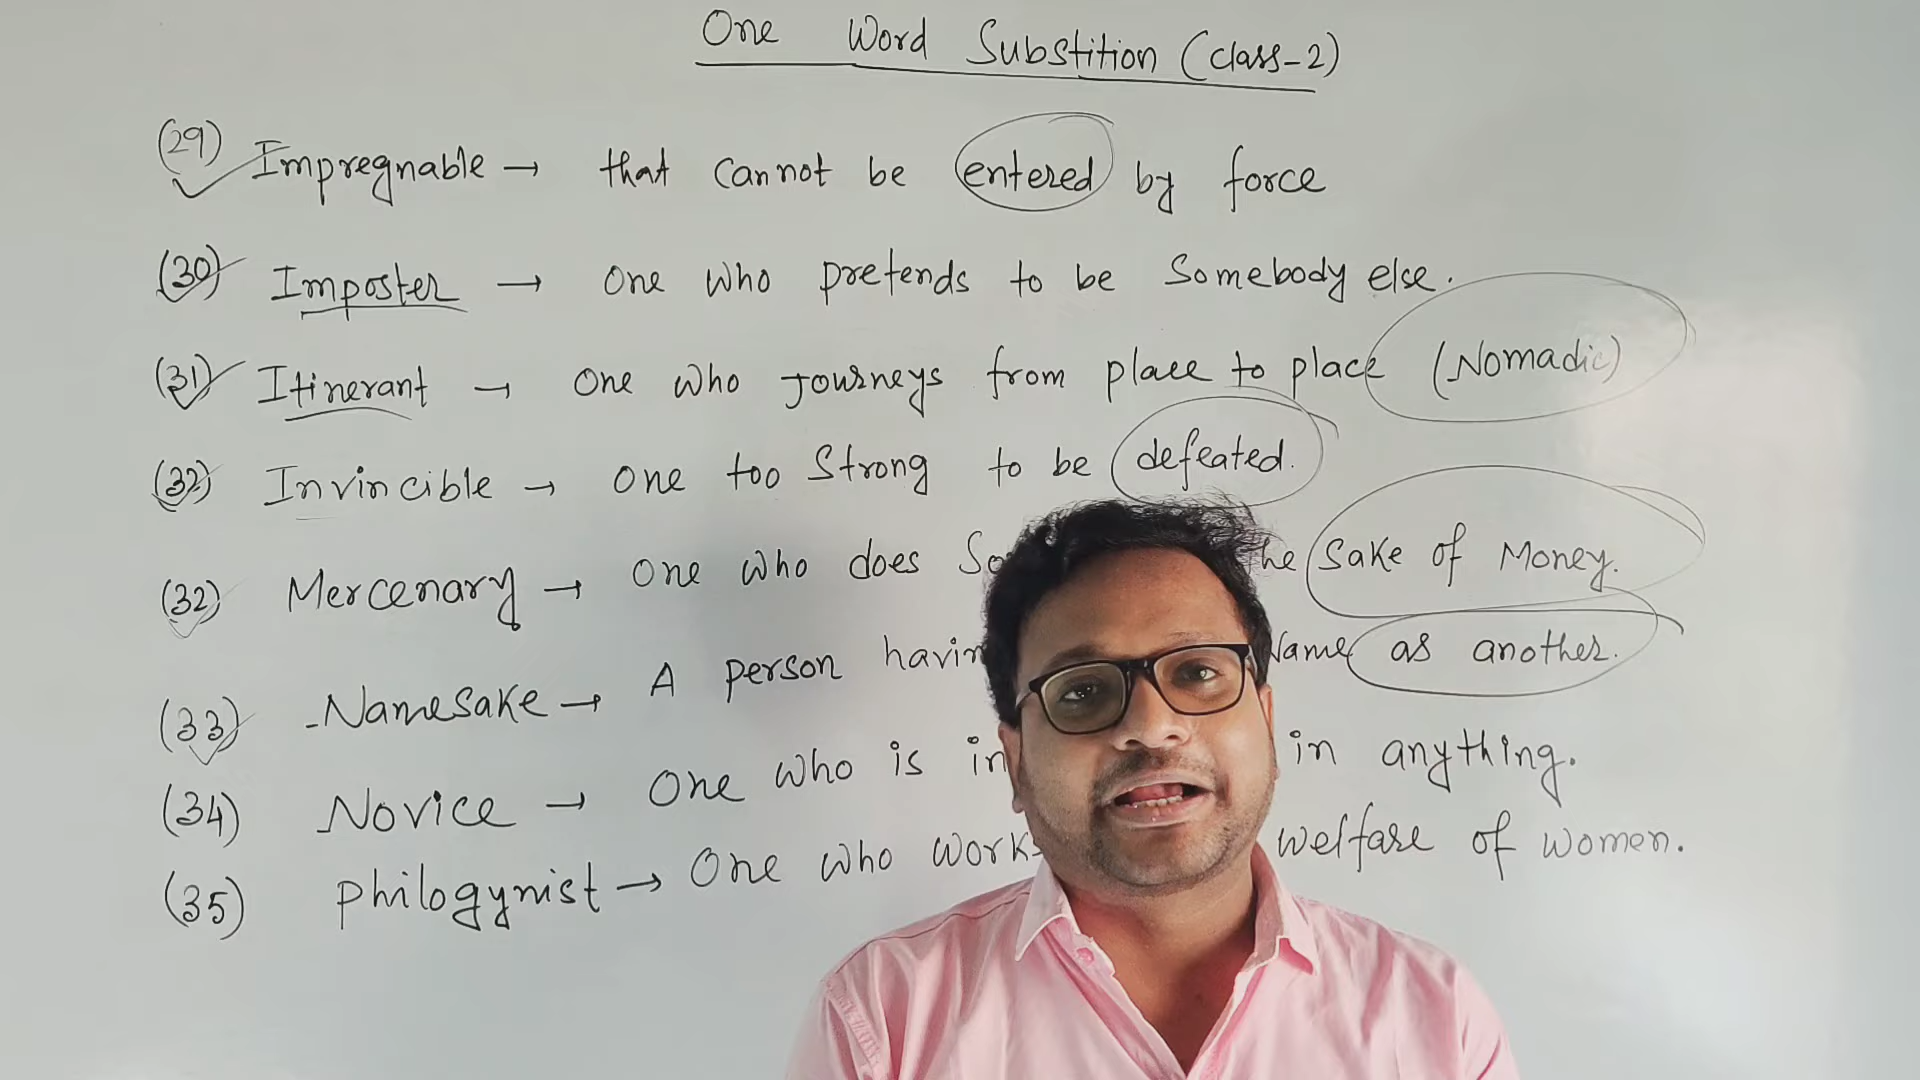 One Word Substition (class-2)
(29) Impregnable → that cannot be entered by force
(30) Imposter → One who pretends to be Somebody else.
(31) Itinerant → One who Journeys from place to place (Nomadic)
(32) Invincible → One too Strong to be defeated.
(32) Mercenary → One who does the Sake of Money.
(33) Namesake → A person Name as another.
(34) Novice → One who is in anything.
(35) Philogynist → One who welfare of women.